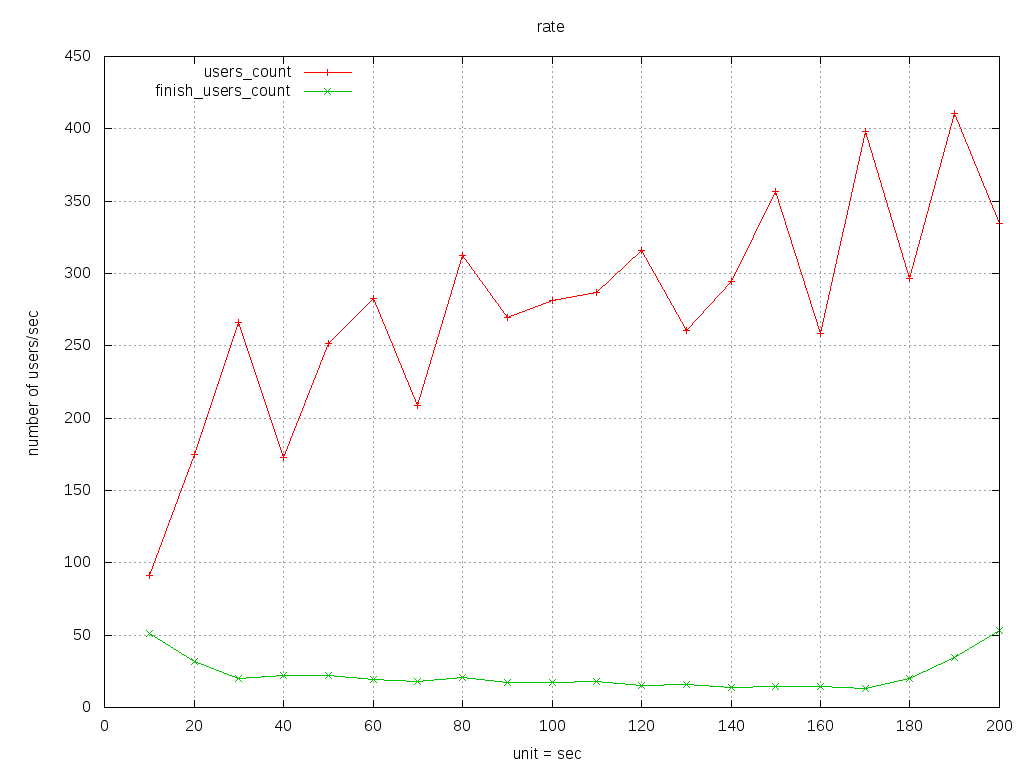 rate
users_count
finish_users_count
450
400
350
300
250
200
150
100
50
0
number of users/sec
0 20 40 60 80 100 120 140 160 180 200
unit = sec